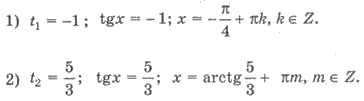 1) t₁ = −1 ; tgx = − 1; x = −π/4 + πk, k ∈ Z.
2) t₂ = 5/3; tgx = 5/3; x = arctg 5/3 + πm, m ∈ Z.